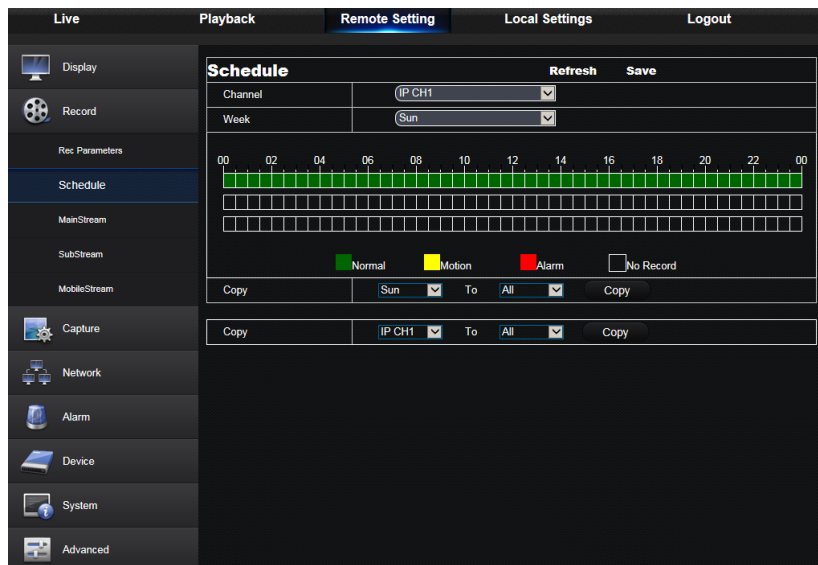 Live Playback Remote Setting Local Settings Logout
Display
Record
Rec Parameters
Schedule
MainStream
SubStream
MobileStream
Capture
Network
Alarm
Device
System
Advanced
Schedule Refresh Save
Channel IP CH1
Week Sun
00 02 04 06 08 10 12 14 16 18 20 22 00
Normal Motion Alarm No Record
Copy Sun To All Copy
Copy IP CH1 To All Copy